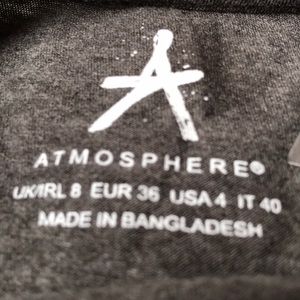 ATMOSPHERE®
UK/IRL 8 EUR 36 USA 4 IT 40
MADE IN BANGLADESH